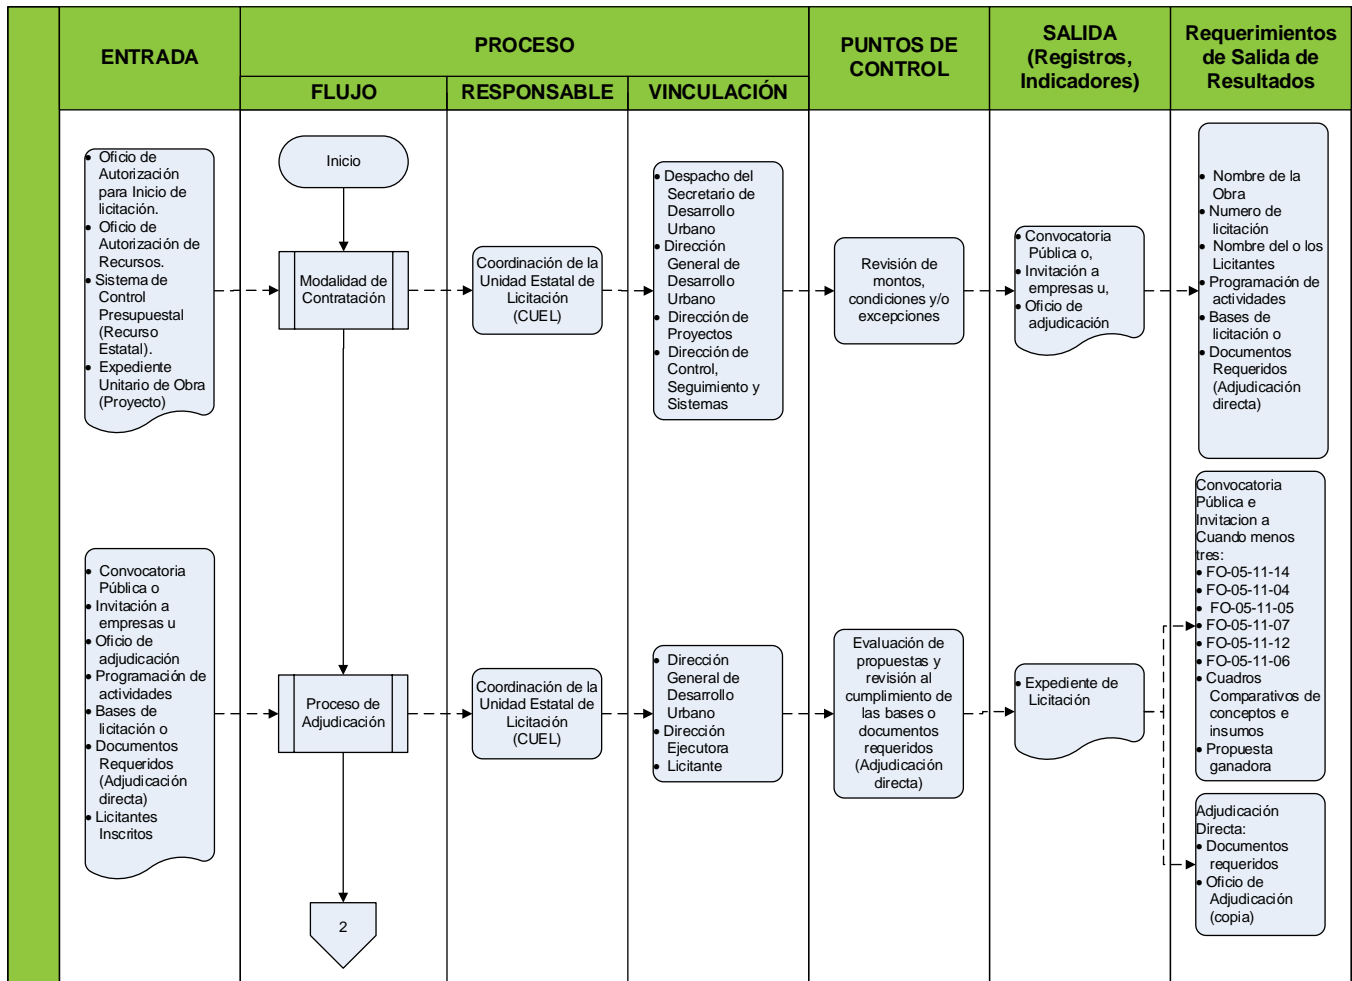 ENTRADA
PROCESO
PUNTOS DE
CONTROL
SALIDA
(Registros,
Indicadores)
Requerimientos
de Salida de
Resultados
FLUJO
RESPONSABLE
VINCULACIÓN
• Oficio de
Autorización
para Inicio de
licitación.
• Oficio de
Autorización de
Recursos.
• Sistema de
Control
Presupuestal
(Recurso
Estatal).
• Expediente
Unitario de Obra
(Proyecto)
Inicio
Modalidad de
Contratación
Coordinación de la
Unidad Estatal de
Licitación
(CUEL)
• Despacho del
Secretario de
Desarrollo
Urbano
• Dirección
General de
Desarrollo
Urbano
• Dirección de
Proyectos
• Dirección de
Control,
Seguimiento y
Sistemas
Revisión de
montos,
condiciones y/o
excepciones
• Convocatoria
Pública o,
• Invitación a
empresas u,
• Oficio de
adjudicación
• Nombre de la
Obra
• Numero de
licitación
• Nombre del o los
Licitantes
• Programación de
actividades
• Bases de
licitación o
• Documentos
Requeridos
(Adjudicación
directa)
• Convocatoria
Pública o
• Invitación a
empresas u
• Oficio de
adjudicación
• Programación de
actividades
• Bases de
licitación o
• Documentos
Requeridos
(Adjudicación
directa)
• Licitantes
Inscritos
Proceso de
Adjudicación
Coordinación de la
Unidad Estatal de
Licitación
(CUEL)
• Dirección
General de
Desarrollo
Urbano
• Dirección
Ejecutora
• Licitante
Evaluación de
propuestas y
revisión al
cumplimiento de
las bases o
documentos
requeridos
(Adjudicación
directa)
• Expediente de
Licitación
Convocatoria
Pública e
Invitacion a
Cuando menos
tres:
• FO-05-11-14
• FO-05-11-04
• FO-05-11-05
• FO-05-11-07
• FO-05-11-12
• FO-05-11-06
• Cuadros
Comparativos de
conceptos e
insumos
• Propuesta
ganadora
Adjudicación
Directa:
• Documentos
requeridos
• Oficio de
Adjudicación
(copia)
2